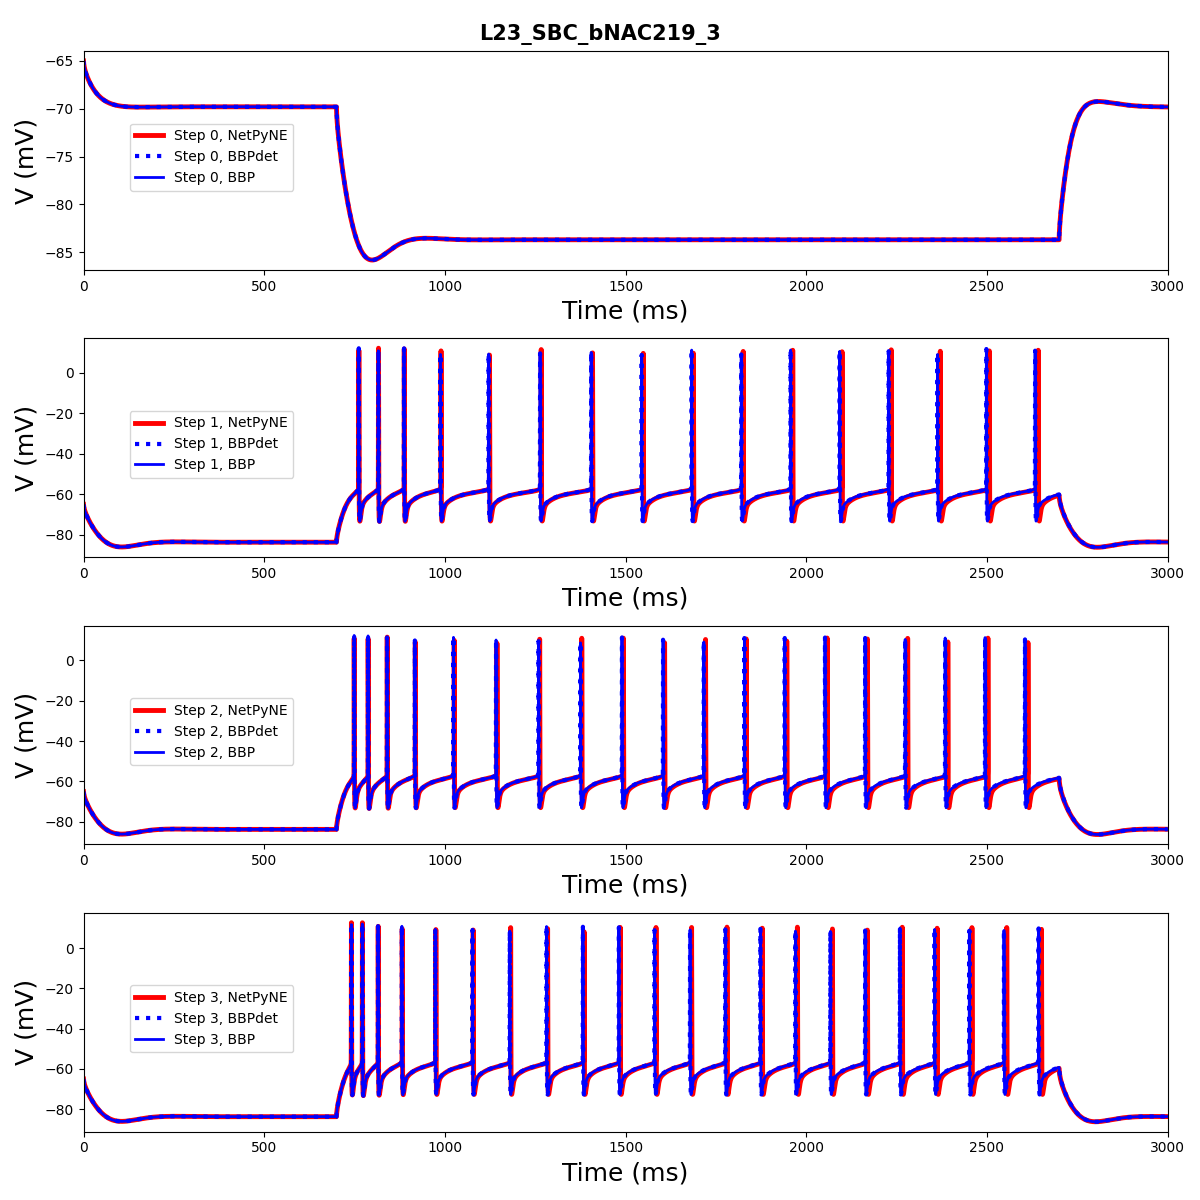 L23_SBC_bNAC219_3
−65
−70
−75
−80
−85
V (mV)
Step 0, NetPyNE
Step 0, BBPdet
Step 0, BBP
0 500 1000 1500 2000 2500 3000
Time (ms)
0
−20
−40
−60
−80
V (mV)
Step 1, NetPyNE
Step 1, BBPdet
Step 1, BBP
0 500 1000 1500 2000 2500 3000
Time (ms)
0
−20
−40
−60
−80
V (mV)
Step 2, NetPyNE
Step 2, BBPdet
Step 2, BBP
0 500 1000 1500 2000 2500 3000
Time (ms)
0
−20
−40
−60
−80
V (mV)
Step 3, NetPyNE
Step 3, BBPdet
Step 3, BBP
0 500 1000 1500 2000 2500 3000
Time (ms)